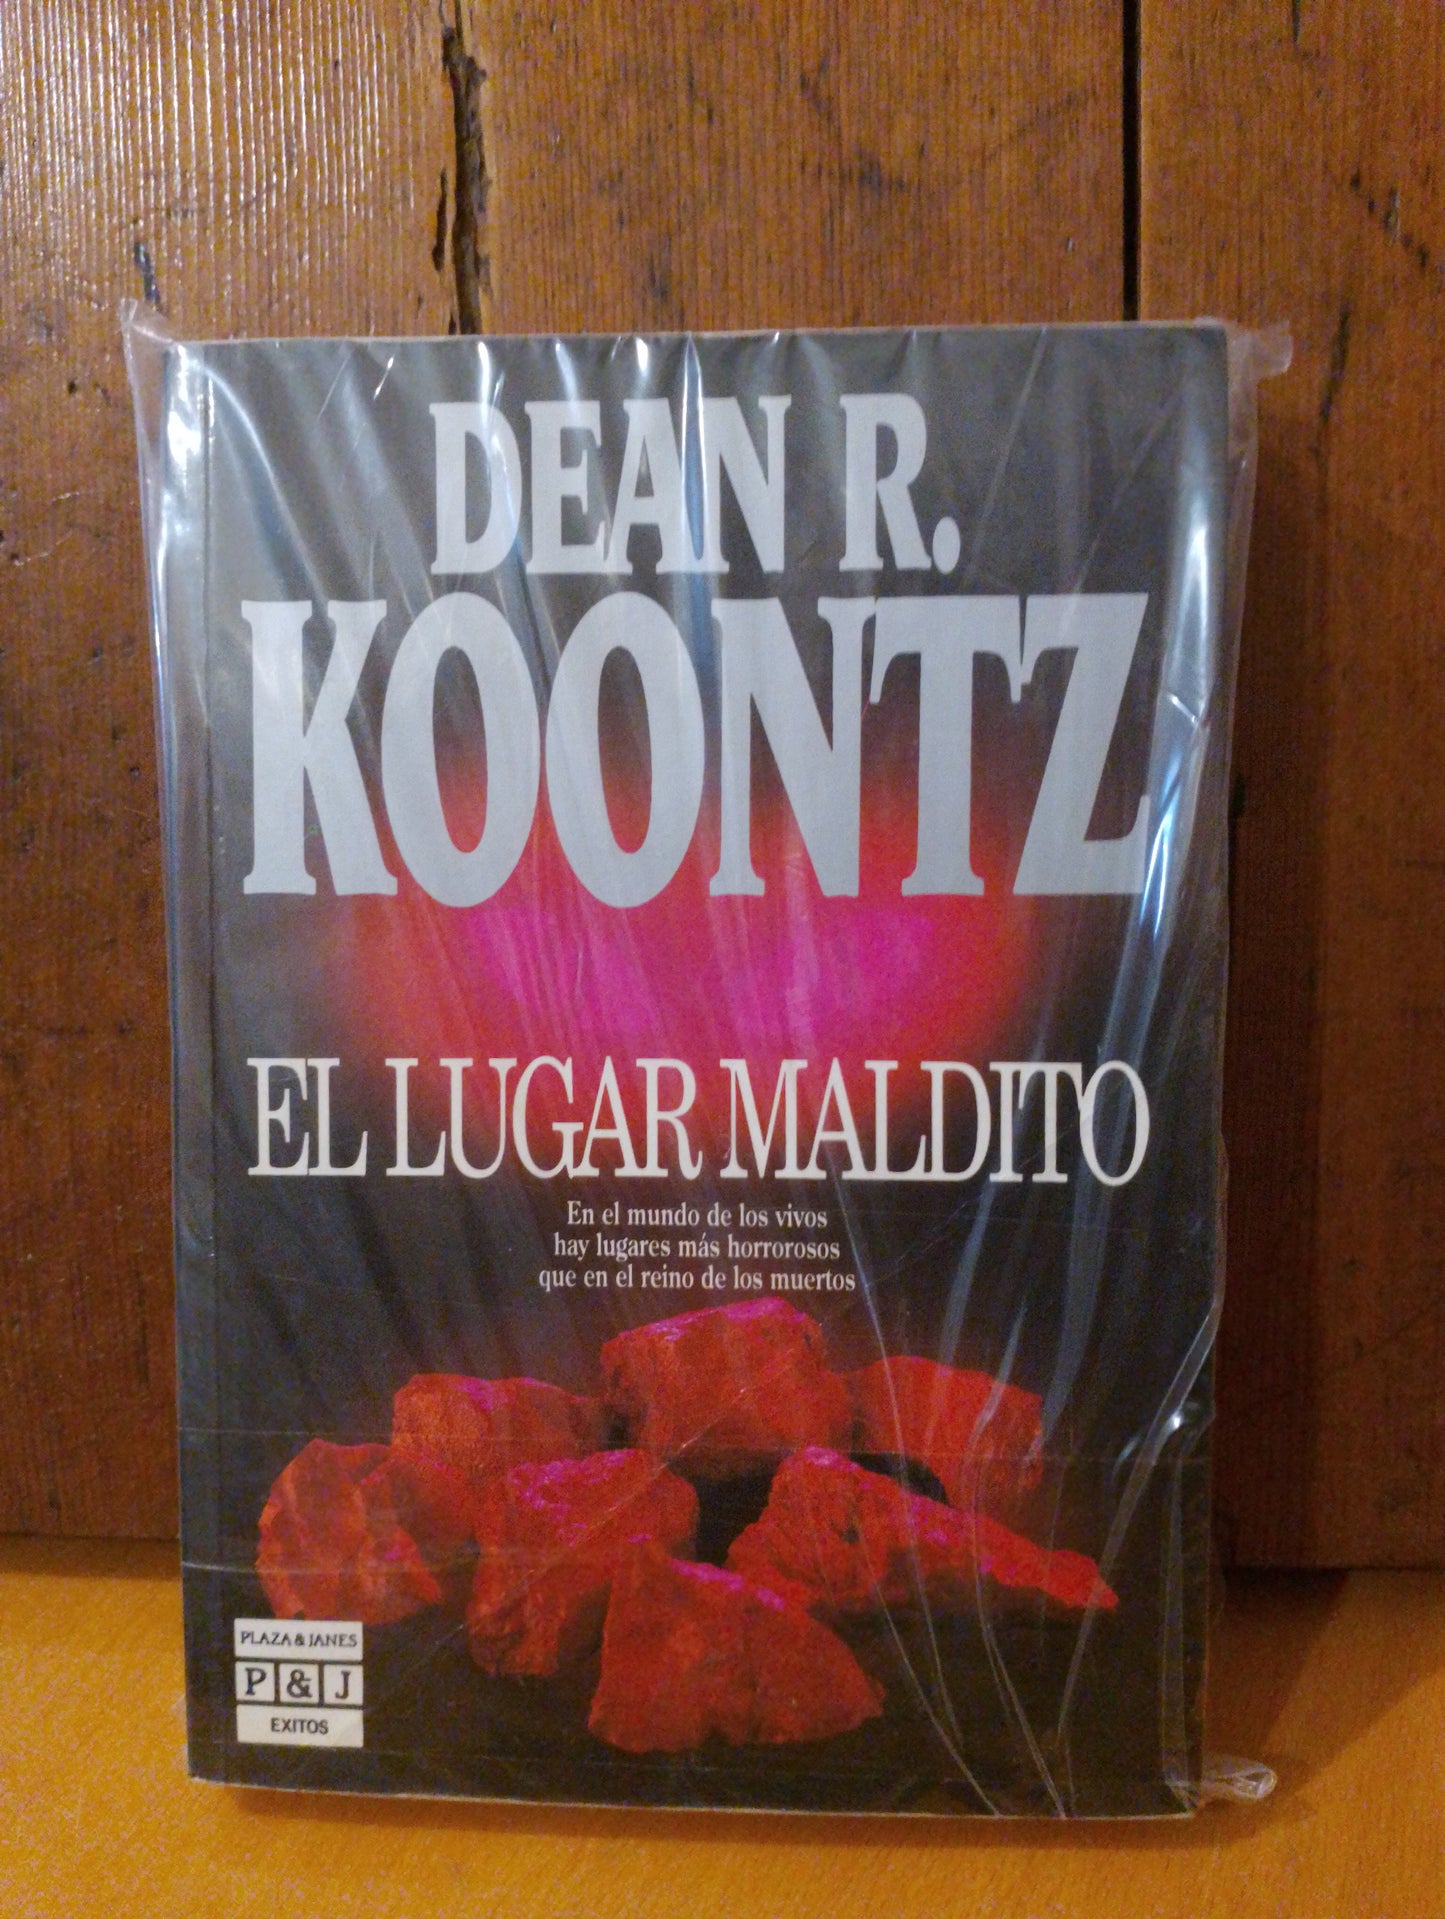 DEAN R.
KOONTZ
EL LUGAR MALDITO
En el mundo de los vivos
hay lugares más horrorosos
que en el reino de los muertos
PLAZA & JANES
P & J
EXITOS